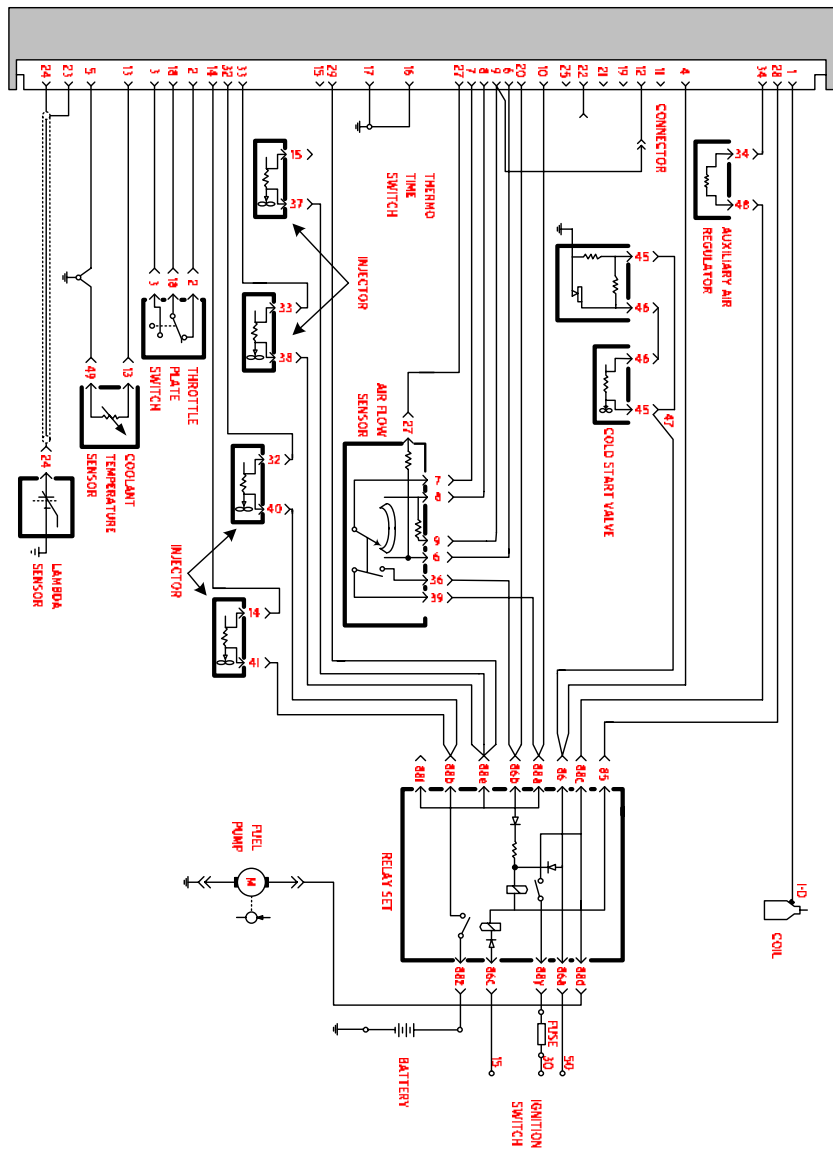 24 23 5 13 3 18 2 14 32 33 15 29 17 16 27 7 8 9 6 20 10 25 22 21 19 12 11 4 34 28 1
CONNECTOR
15
37
INJECTOR
33
38
THERMO
TIME
SWITCH
34
48
AUXILIARY AIR
REGULATOR
45
46
46
45
47
COLD START VALVE
3 18 2
THROTTLE
PLATE
SWITCH
49 13
COOLANT
TEMPERATURE
SENSOR
24
LAMBDA
SENSOR
32
40
INJECTOR
14
41
AIR FLOW
SENSOR
27
7
8
9
6
36
39
88b 88e 86b 88a 86 88c 85
RELAY SET
FUEL
PUMP
M
88z 86c 88y 86a 88d
1-D
COIL
FUSE
15 30 50
BATTERY
IGNITION
SWITCH